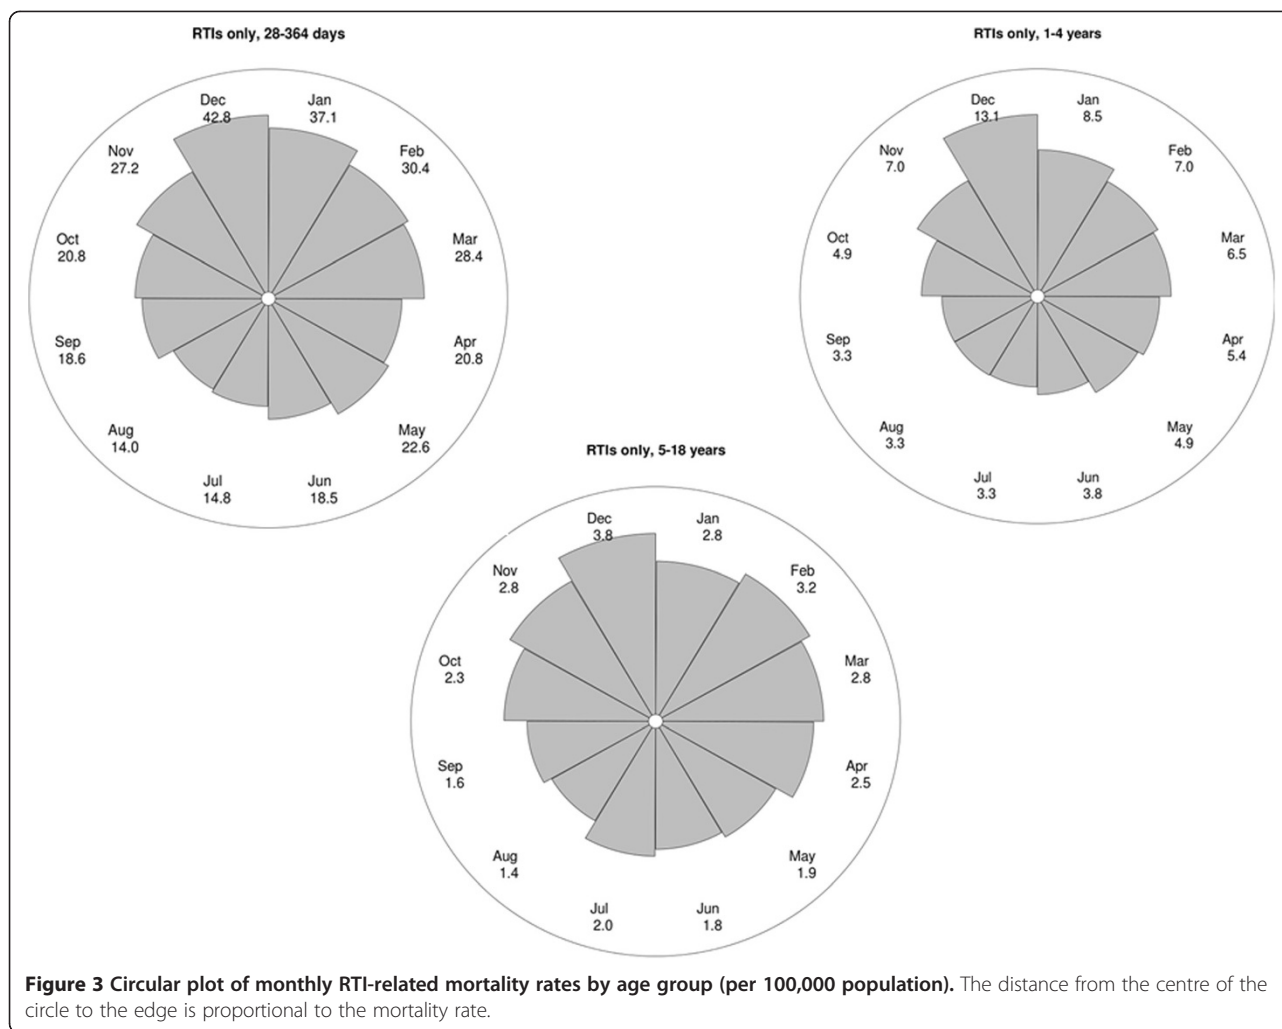 RTIs only, 28-364 days
Dec
42.8
Jan
37.1
Feb
30.4
Mar
28.4
Apr
20.8
May
22.6
Jun
18.5
Jul
14.8
Aug
14.0
Sep
18.6
Oct
20.8
Nov
27.2
RTIs only, 1-4 years
Dec
13.1
Jan
8.5
Feb
7.0
Mar
6.5
Apr
5.4
May
4.9
Jun
3.8
Jul
3.3
Aug
3.3
Sep
3.3
Oct
4.9
Nov
7.0
RTIs only, 5-18 years
Dec
3.8
Jan
2.8
Feb
3.2
Mar
2.8
Apr
2.5
May
1.9
Jun
1.8
Jul
2.0
Aug
1.4
Sep
1.6
Oct
2.3
Nov
2.8
Figure 3 Circular plot of monthly RTI-related mortality rates by age group (per 100,000 population). The distance from the centre of the
circle to the edge is proportional to the mortality rate.